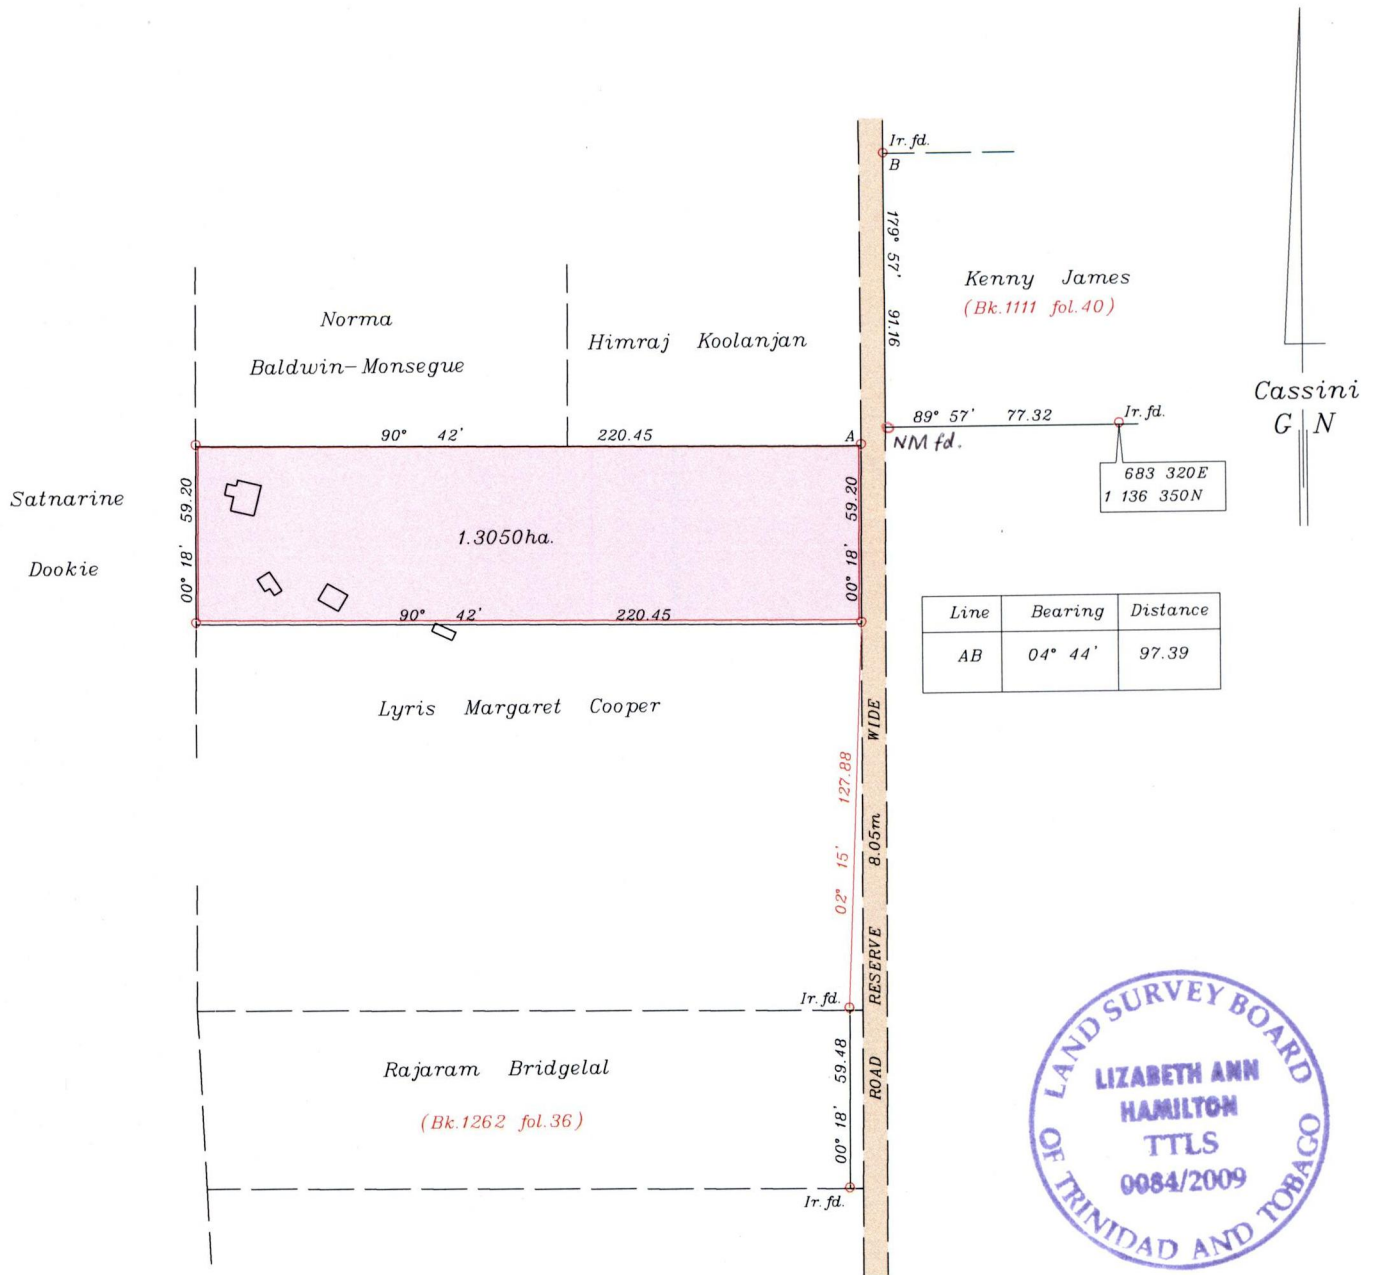 Ir. fd.
B
179° 57' 91.16
Kenny James
(Bk.1111 fol.40)
Norma
Baldwin-Monsegue
Himraj Koolanjan
Cassini
G N
89° 57' 77.32
Ir. fd.
NM fd.
683 320E
1 136 350N
90° 42' 220.45
A
Satnarine
Dookie
00° 18' 59.20
1.3050ha.
00° 18' 59.20
90° 42' 220.45
Line Bearing Distance
AB 04° 44' 97.39
Lyris Margaret Cooper
02° 15' 127.88
ROAD RESERVE 8.05m WIDE
Ir. fd.
Rajaram Bridgelal
(Bk.1262 fol.36)
00° 18' 59.48
Ir. fd.
LAND SURVEY BOARD
OF TRINIDAD AND TOBAGO
LIZABETH ANN
HAMILTON
TTLS
0084/2009